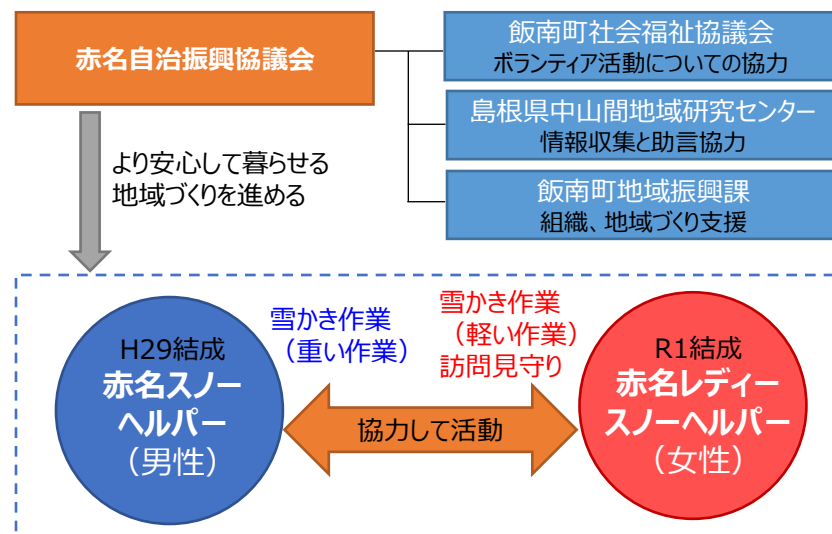 赤名自治振興協議会
飯南町社会福祉協議会
ボランティア活動についての協力
島根県中山間地域研究センター
情報収集と助言協力
飯南町地域振興課
組織、地域づくり支援
より安心して暮らせる
地域づくりを進める
H29結成
赤名スノー
ヘルパー
（男性）
雪かき作業
（重い作業）
雪かき作業
（軽い作業）
訪問見守り
協力して活動
R1結成
赤名レディー
スノーヘルパー
（女性）